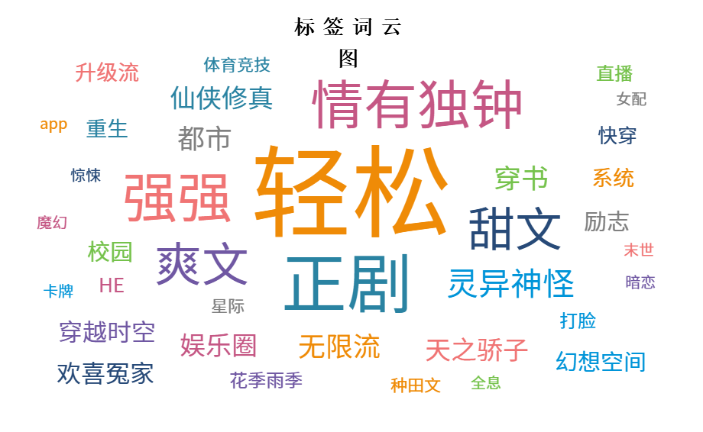 标签词云
图
体育竞技
升级流
直播
仙侠修真
情有独钟
女配
app
重生
都市
快穿
轻松
惊悚
强强
穿书
系统
魔幻
甜文
励志
校园
爽文
末世
卡牌
HE
正剧
灵异神怪
暗恋
星际
打脸
穿越时空
娱乐圈
无限流
天之骄子
幻想空间
欢喜冤家
花季雨季
种田文
全息